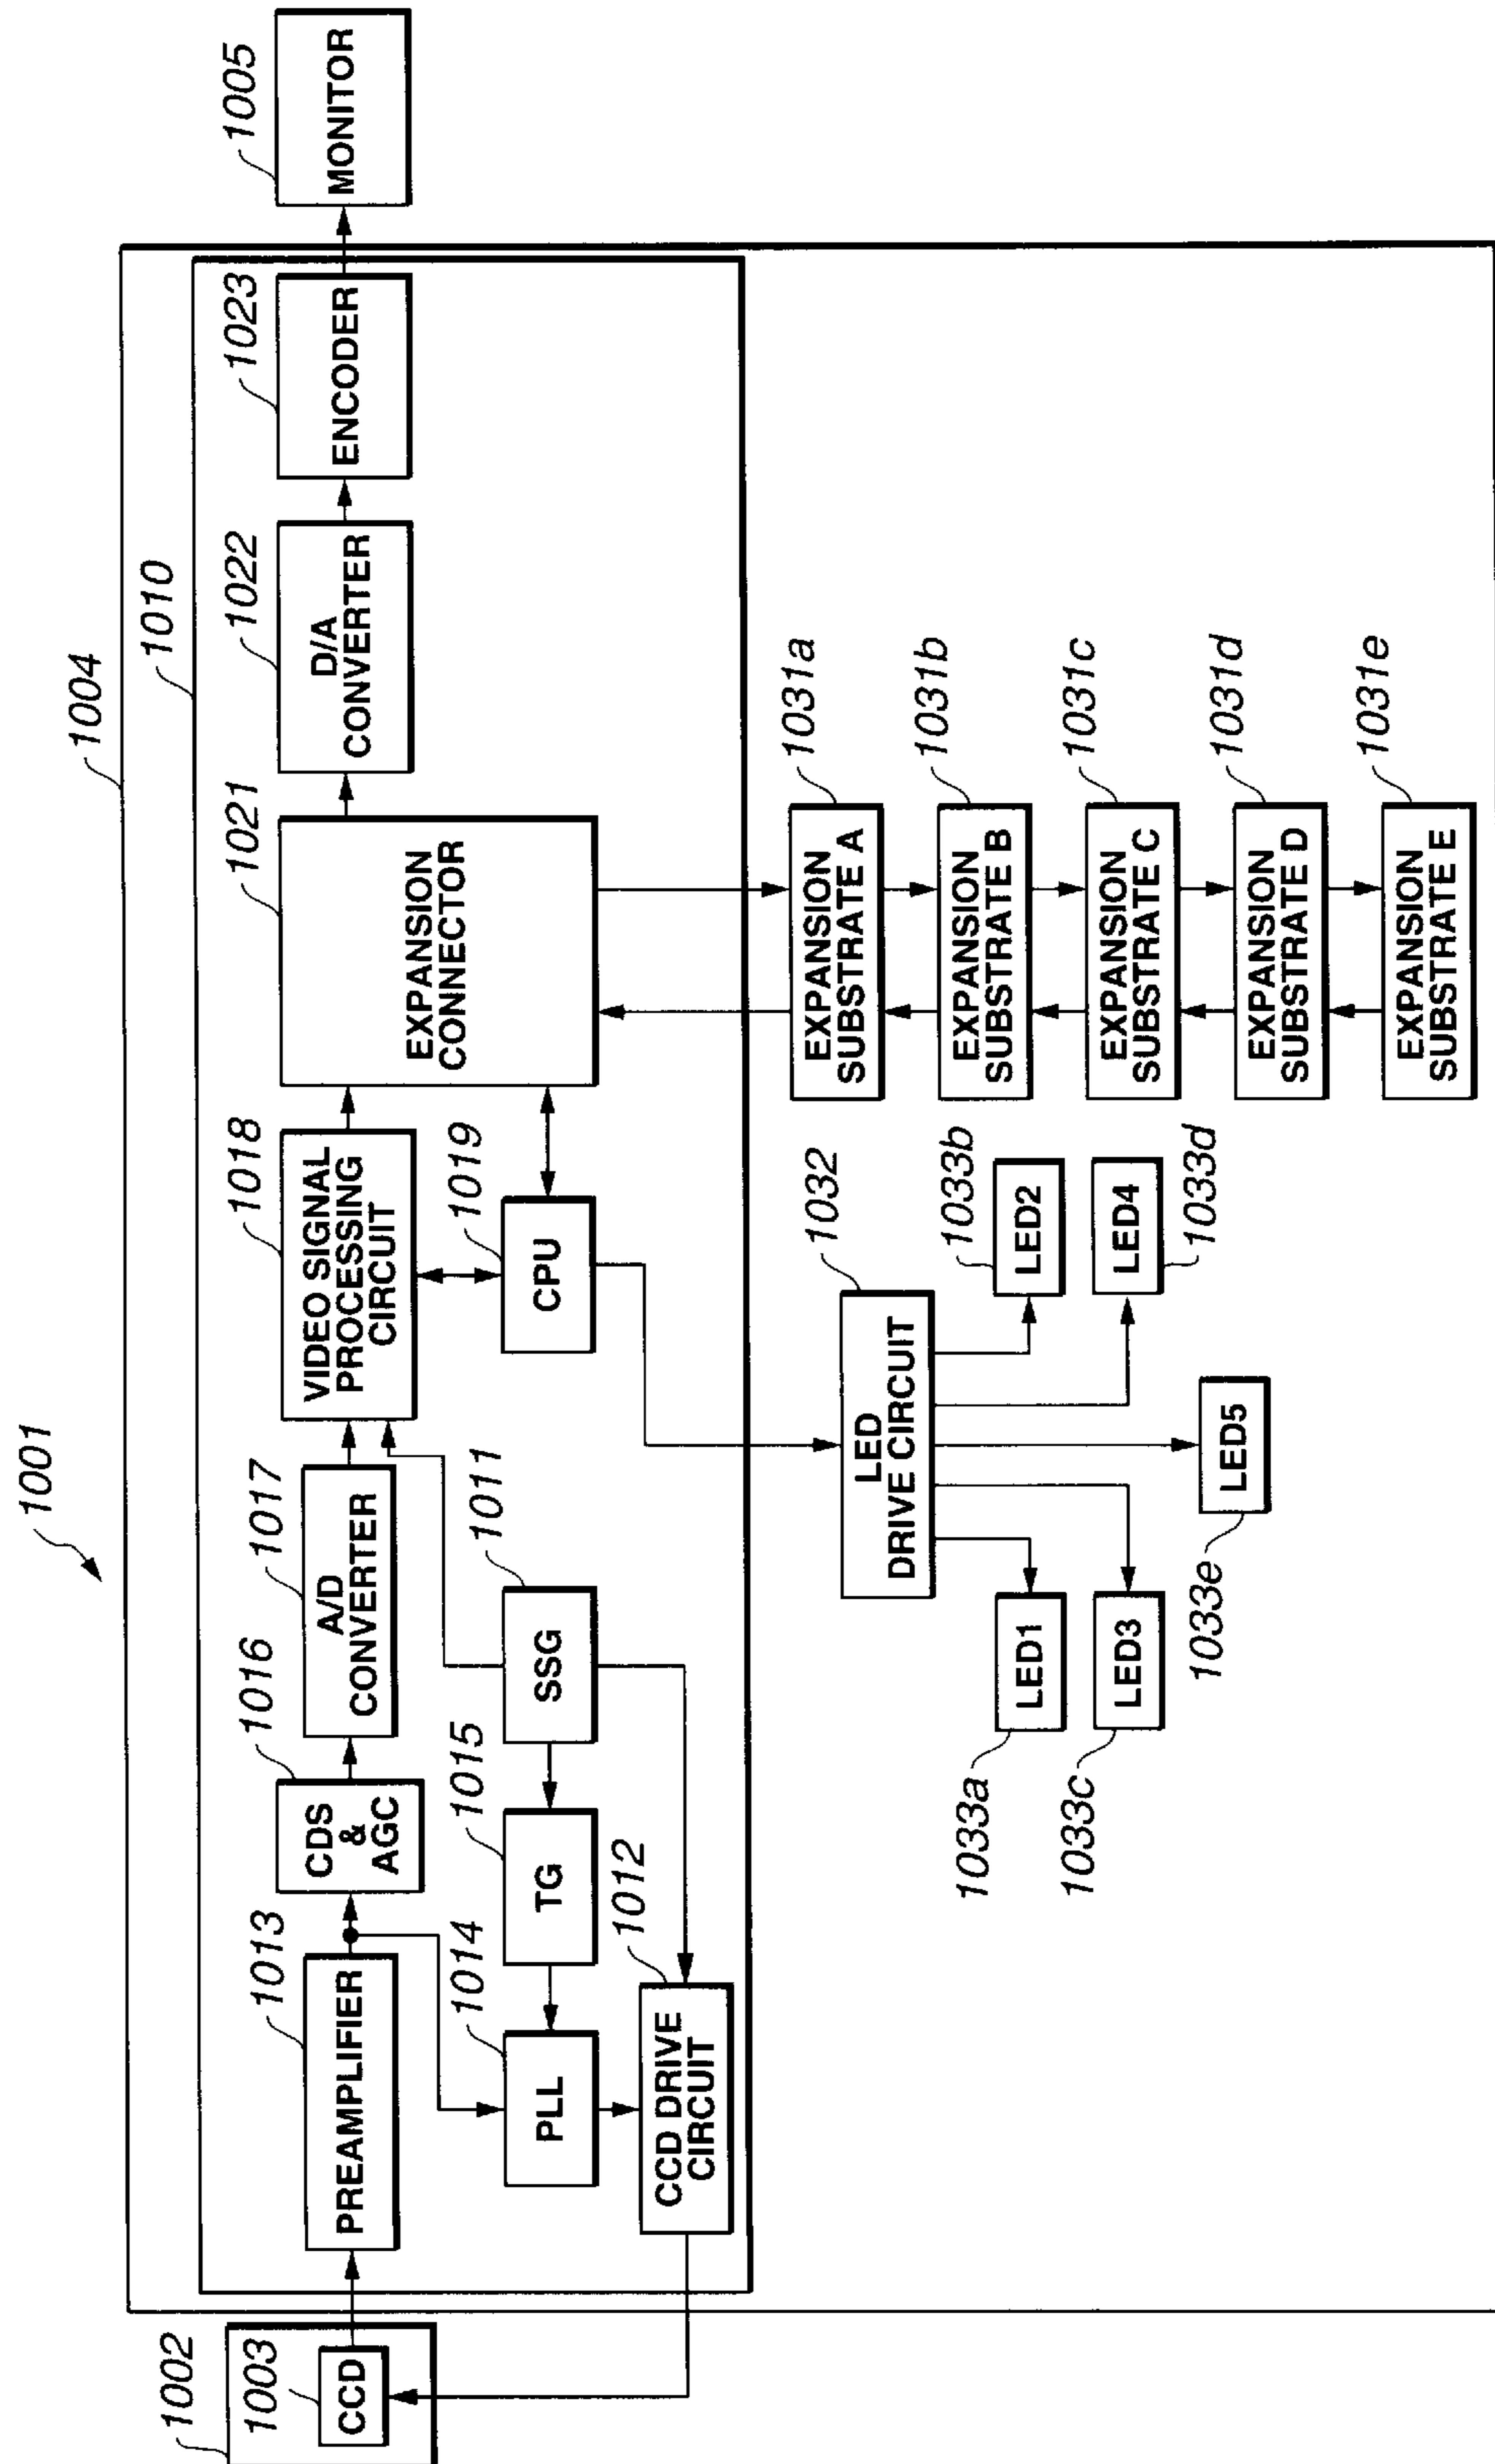 1001
1004
1010
1002
1003
CCD
1013
PREAMPLIFIER
1016
CDS
&
AGC
1017
A/D
CONVERTER
1018
VIDEO SIGNAL
PROCESSING
CIRCUIT
1021
EXPANSION
CONNECTOR
1022
D/A
CONVERTER
1023
ENCODER
1005
MONITOR
1014
PLL
1015
TG
1011
SSG
1019
CPU
1012
CCD DRIVE
CIRCUIT
1032
LED
DRIVE CIRCUIT
1033a
LED1
1033b
LED2
1033c
LED3
1033d
LED4
1033e
LED5
1031a
EXPANSION
SUBSTRATE A
1031b
EXPANSION
SUBSTRATE B
1031c
EXPANSION
SUBSTRATE C
1031d
EXPANSION
SUBSTRATE D
1031e
EXPANSION
SUBSTRATE E